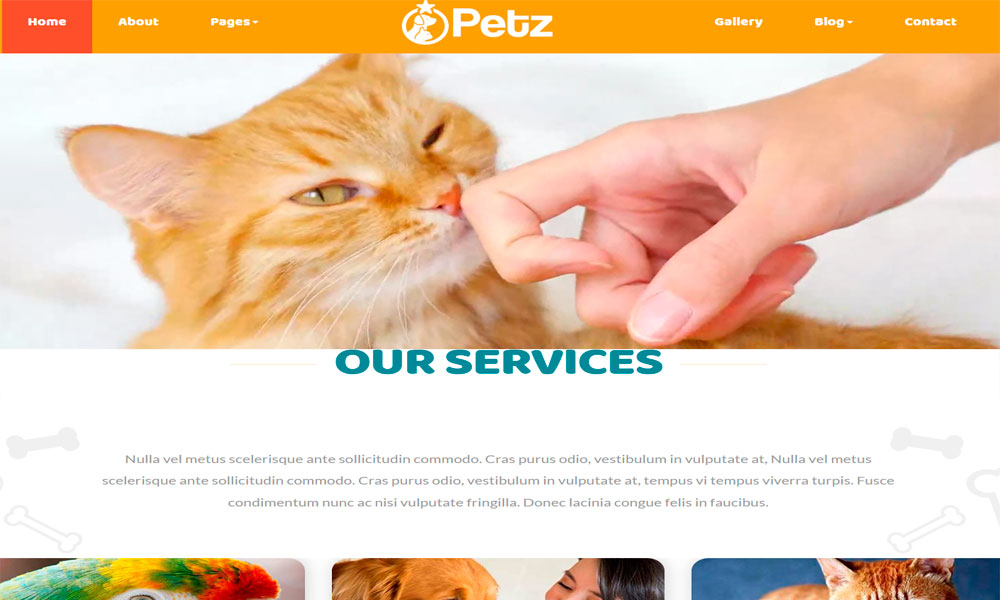 Home About Pages Petz Gallery Blog Contact
OUR SERVICES
Nulla vel metus scelerisque ante sollicitudin commodo. Cras purus odio, vestibulum in vulputate at, Nulla vel metus
scelerisque ante sollicitudin commodo. Cras purus odio, vestibulum in vulputate at, tempus vi tempus viverra turpis. Fusce
condimentum nunc ac nisi vulputate fringilla. Donec lacinia congue felis in faucibus.